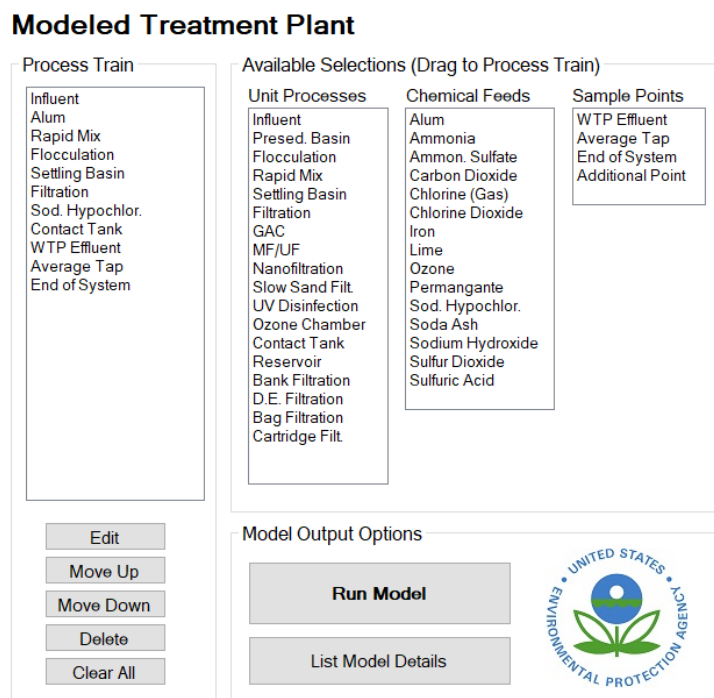 Modeled Treatment Plant
Process Train
Influent
Alum
Rapid Mix
Flocculation
Settling Basin
Filtration
Sod. Hypochlor.
Contact Tank
WTP Effluent
Average Tap
End of System
Edit
Move Up
Move Down
Delete
Clear All
Available Selections (Drag to Process Train)
Unit Processes
Influent
Presed. Basin
Flocculation
Rapid Mix
Settling Basin
Filtration
GAC
MF/UF
Nanofiltration
Slow Sand Filt.
UV Disinfection
Ozone Chamber
Contact Tank
Reservoir
Bank Filtration
D.E. Filtration
Bag Filtration
Cartridge Filt.
Chemical Feeds
Alum
Ammonia
Ammon. Sulfate
Carbon Dioxide
Chlorine (Gas)
Chlorine Dioxide
Iron
Lime
Ozone
Permangante
Sod. Hypochlor.
Soda Ash
Sodium Hydroxide
Sulfur Dioxide
Sulfuric Acid
Sample Points
WTP Effluent
Average Tap
End of System
Additional Point
Model Output Options
Run Model
List Model Details
UNITED STATES
ENVIRONMENTAL PROTECTION AGENCY